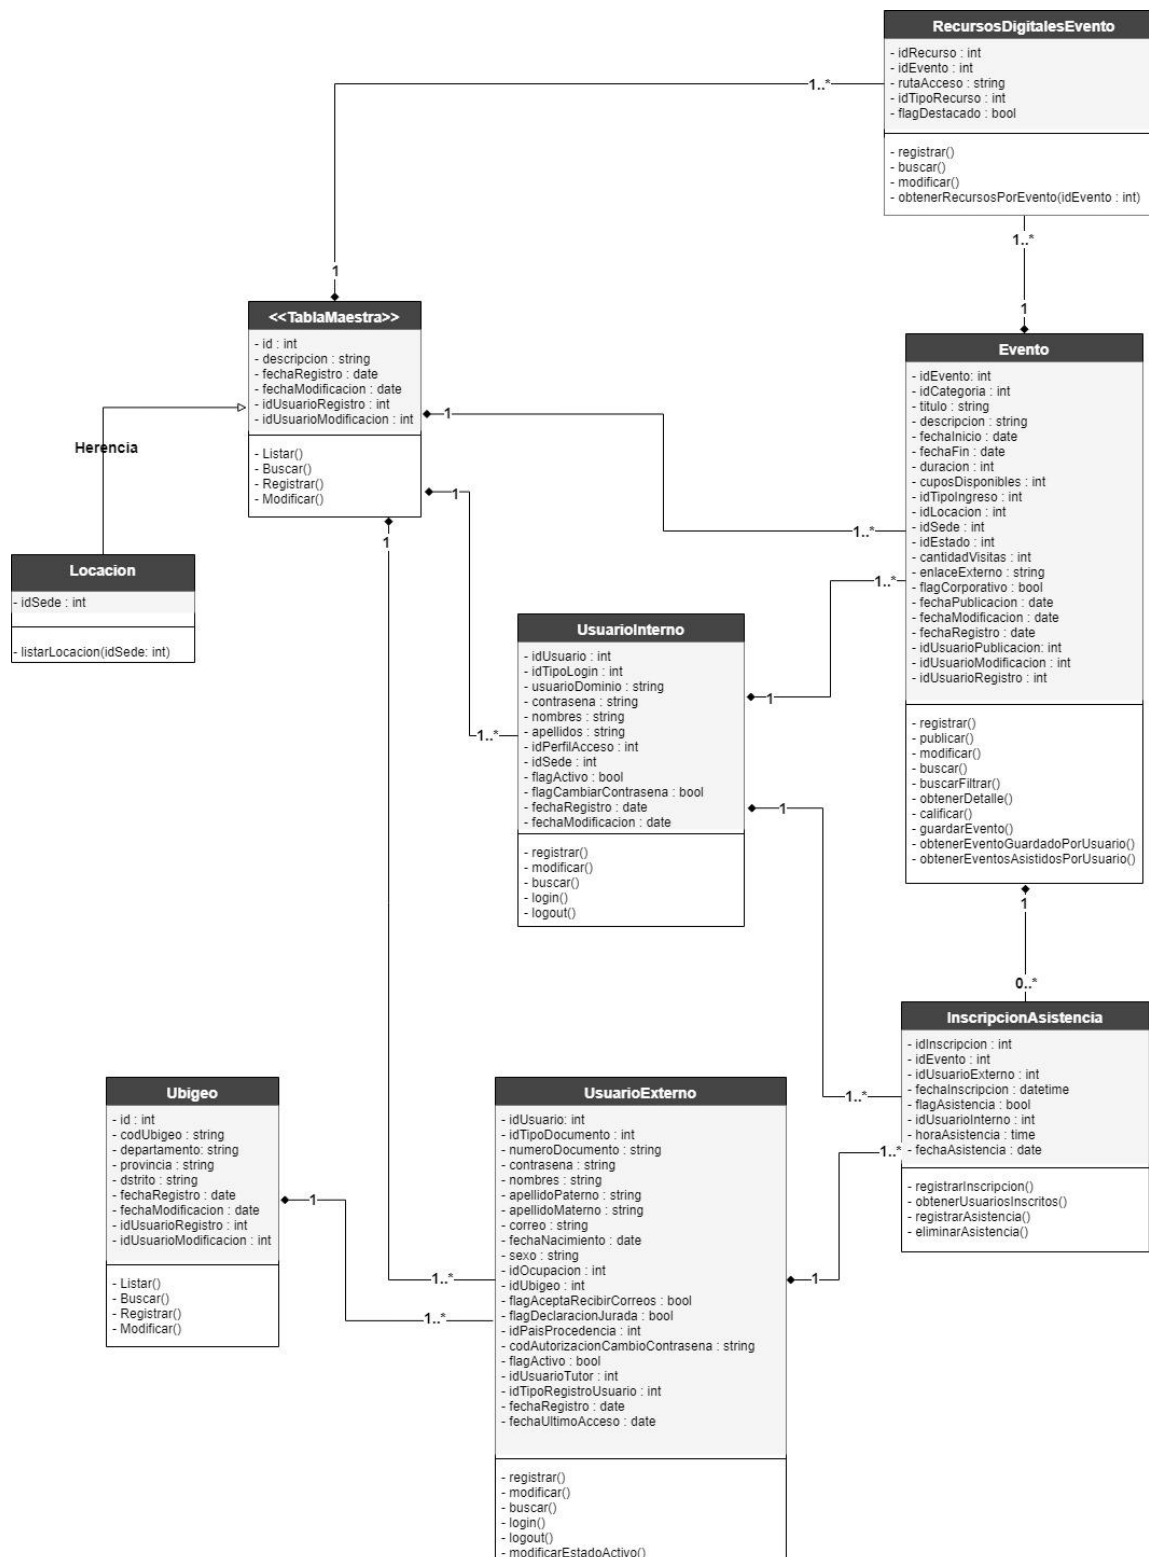 RecursosDigitalesEvento
- idRecurso : int
- idEvento : int
- rutaAcceso : string
- idTipoRecurso : int
- flagDestacado : bool
- registrar()
- buscar()
- modificar()
- obtenerRecursosPorEvento(idEvento : int)
1..*
1
1..*
1
<<TablaMaestra>>
- id : int
- descripcion : string
- fechaRegistro : date
- fechaModificacion : date
- idUsuarioRegistro : int
- idUsuarioModificacion : int
- Listar()
- Buscar()
- Registrar()
- Modificar()
1
1
1
Herencia
Locacion
- idSede : int
- listarLocacion(idSede: int)
Evento
- idEvento: int
- idCategoria : int
- titulo : string
- descripcion : string
- fechaInicio : date
- fechaFin : date
- duracion : int
- cuposDisponibles : int
- idTipoIngreso : int
- idLocacion : int
- idSede : int
- idEstado : int
- cantidadVisitas : int
- enlaceExterno : string
- flagCorporativo : bool
- fechaPublicacion : date
- fechaModificacion : date
- fechaRegistro : date
- idUsuarioPublicacion: int
- idUsuarioModificacion : int
- idUsuarioRegistro : int
- registrar()
- publicar()
- modificar()
- buscar()
- buscarFiltrar()
- obtenerDetalle()
- calificar()
- guardarEvento()
- obtenerEventoGuardadoPorUsuario()
- obtenerEventosAsistidosPorUsuario()
1..*
1..*
UsuarioInterno
- idUsuario : int
- idTipoLogin : int
- usuarioDominio : string
- contrasena : string
- nombres : string
- apellidos : string
- idPerfilAcceso : int
- idSede : int
- flagActivo : bool
- flagCambiarContrasena : bool
- fechaRegistro : date
- fechaModificacion : date
- registrar()
- modificar()
- buscar()
- login()
- logout()
1..*
1
1
1
0..*
InscripcionAsistencia
- idInscripcion : int
- idEvento : int
- idUsuarioExterno : int
- fechaInscripcion : datetime
- flagAsistencia : bool
- idUsuarioInterno : int
- horaAsistencia : time
- fechaAsistencia : date
- registrarInscripcion()
- obtenerUsuariosInscritos()
- registrarAsistencia()
- eliminarAsistencia()
1..*
1..*
Ubigeo
- id : int
- codUbigeo : string
- departamento: string
- provincia : string
- dstrito : string
- fechaRegistro : date
- fechaModificacion : date
- idUsuarioRegistro : int
- idUsuarioModificacion : int
- Listar()
- Buscar()
- Registrar()
- Modificar()
1
1..*
1..*
UsuarioExterno
- idUsuario: int
- idTipoDocumento : int
- numeroDocumento : string
- contrasena : string
- nombres : string
- apellidoPaterno : string
- apellidoMaterno : string
- correo : string
- fechaNacimiento : date
- sexo : string
- idOcupacion : int
- idUbigeo : int
- flagAceptaRecibirCorreos : bool
- flagDeclaracionJurada : bool
- idPaisProcedencia : int
- codAutorizacionCambioContrasena : string
- flagActivo : bool
- idUsuarioTutor : int
- idTipoRegistroUsuario : int
- fechaRegistro : date
- fechaUltimoAcceso : date
- registrar()
- modificar()
- buscar()
- login()
- logout()
- modificarEstadoActivo()
1